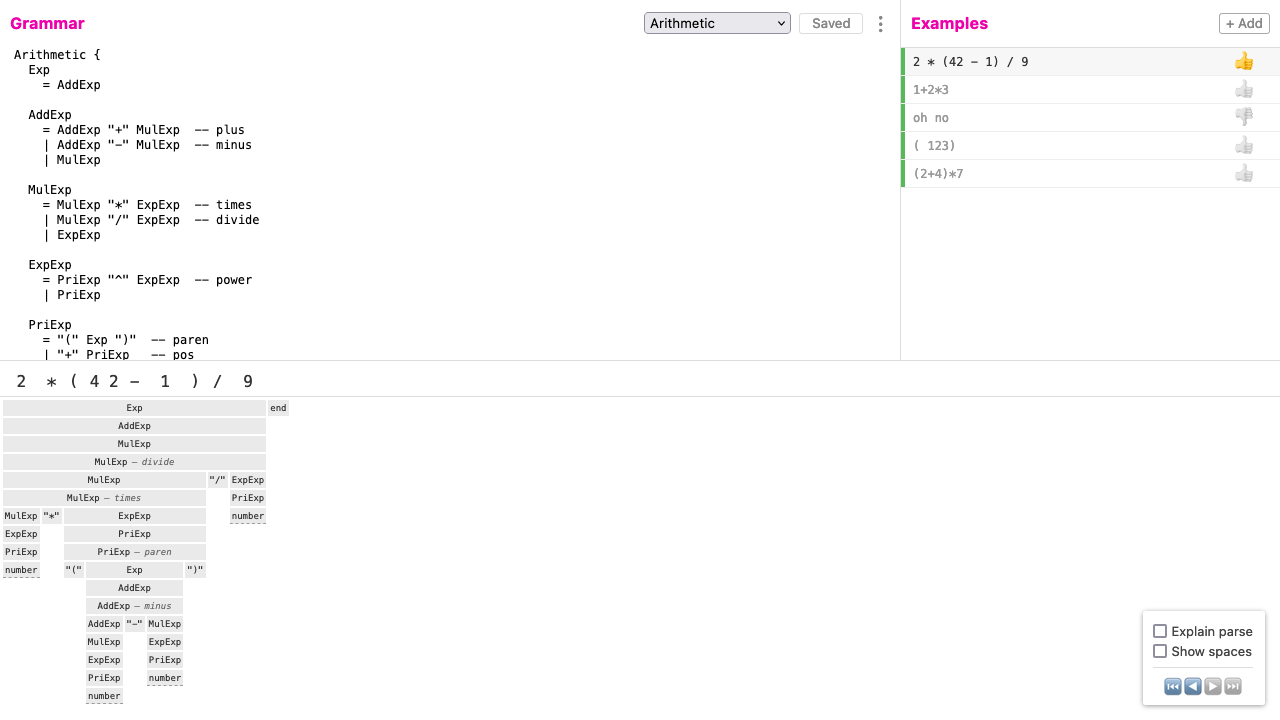 Grammar
Arithmetic
Saved
Examples
+ Add
Arithmetic {
Exp
= AddExp
AddExp
= AddExp "+" MulExp -- plus
| AddExp "-" MulExp -- minus
| MulExp
MulExp
= MulExp "*" ExpExp -- times
| MulExp "/" ExpExp -- divide
| ExpExp
ExpExp
= PriExp "^" ExpExp -- power
| PriExp
PriExp
= "(" Exp ")" -- paren
| "+" PriExp -- pos
2 * (42 - 1) / 9
1+2*3
oh no
( 123)
(2+4)*7
2 * ( 4 2 - 1 ) / 9
Exp end
AddExp
MulExp
MulExp – divide
MulExp "/" ExpExp
MulExp – times PriExp
MulExp "*" ExpExp number
ExpExp PriExp
PriExp PriExp – paren
number "(" Exp ")"
AddExp
AddExp – minus
AddExp "-" MulExp
MulExp ExpExp
ExpExp PriExp
PriExp number
number
Explain parse
Show spaces